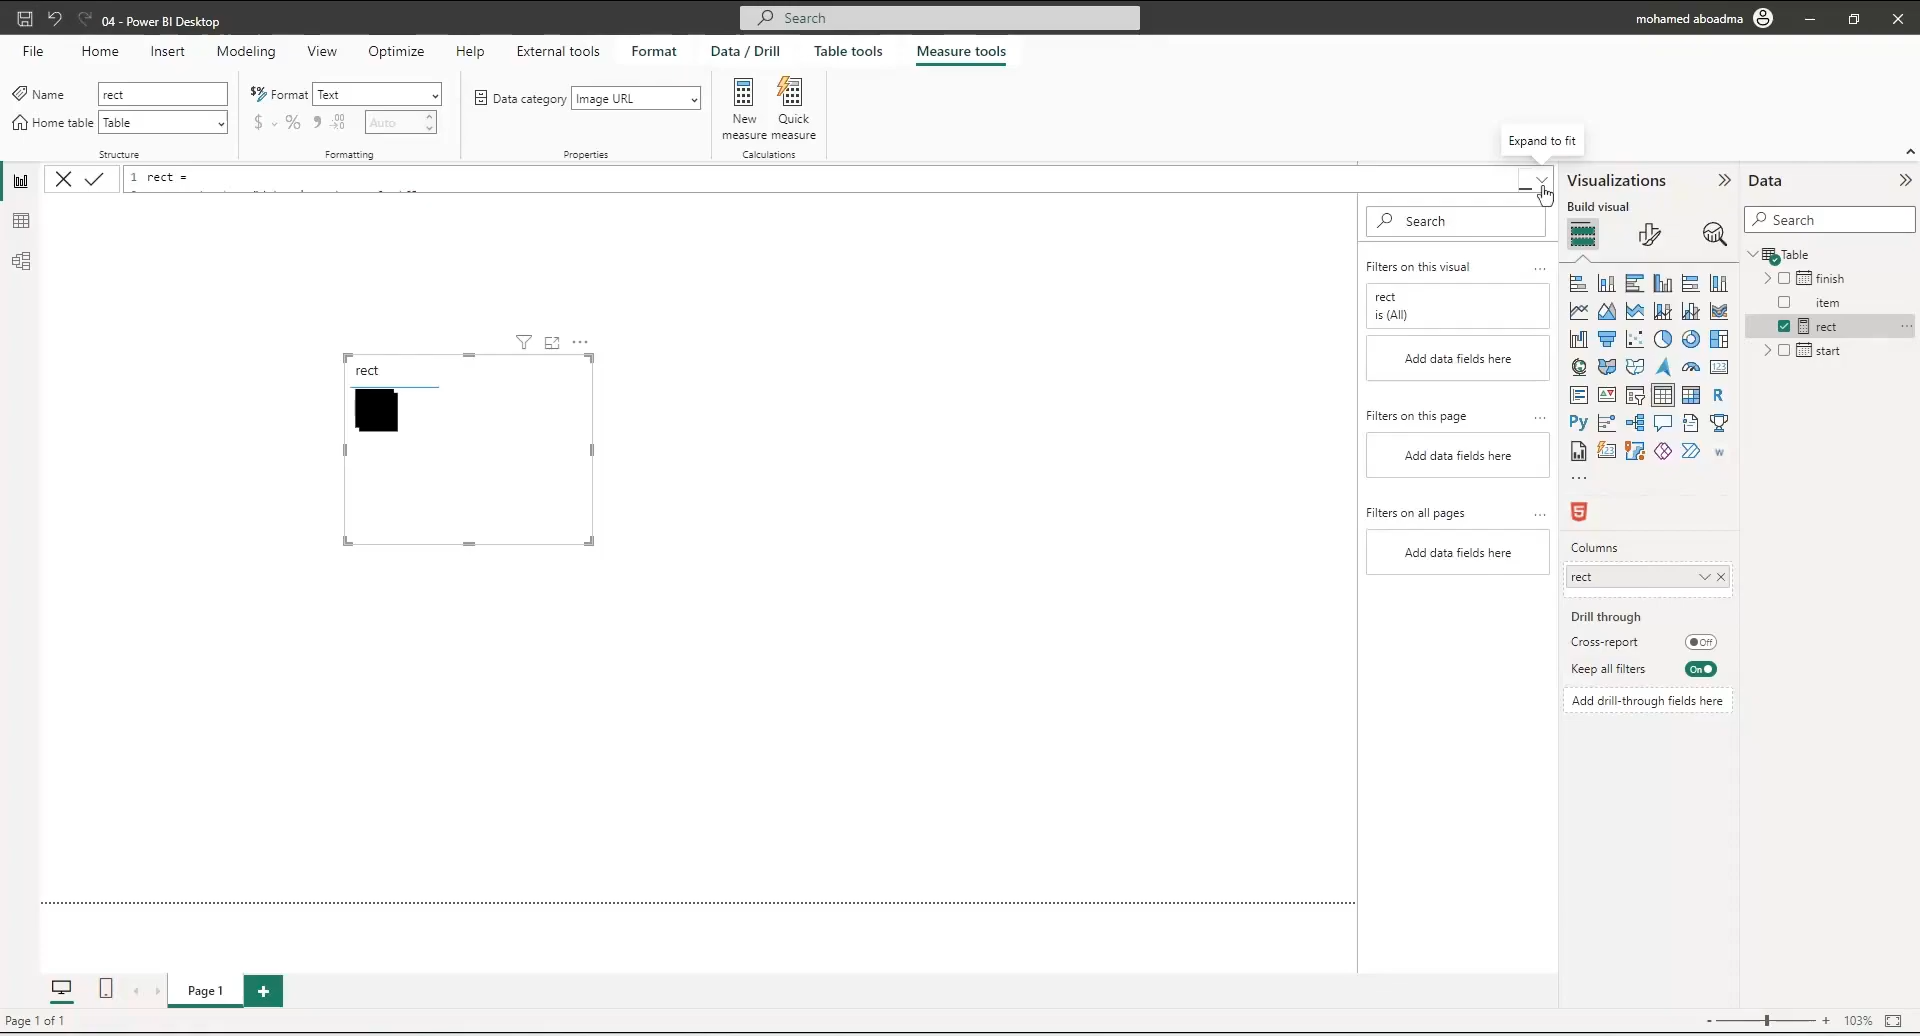 04 - Power BI Desktop
Search
mohamed aboadma
File Home Insert Modeling View Optimize Help External tools Format Data / Drill Table tools Measure tools
Name rect
Home table Table
Structure
$% Format Text
$ % 9 .00
Auto
Formatting
Data category Image URL
Properties
New measure
Quick measure
Calculations
Expand to fit
1 rect =
Search
Filters on this visual ...
rect
is (All)
Add data fields here
Filters on this page ...
Add data fields here
Filters on all pages ...
Add data fields here
rect
Visualizations
Build visual
123
R
Py
123
W
...
5
Columns
rect
Drill through
Cross-report Off
Keep all filters On
Add drill-through fields here
Data
Search
Table
finish
item
rect ...
start
Page 1
+
Page 1 of 1
- + 103%